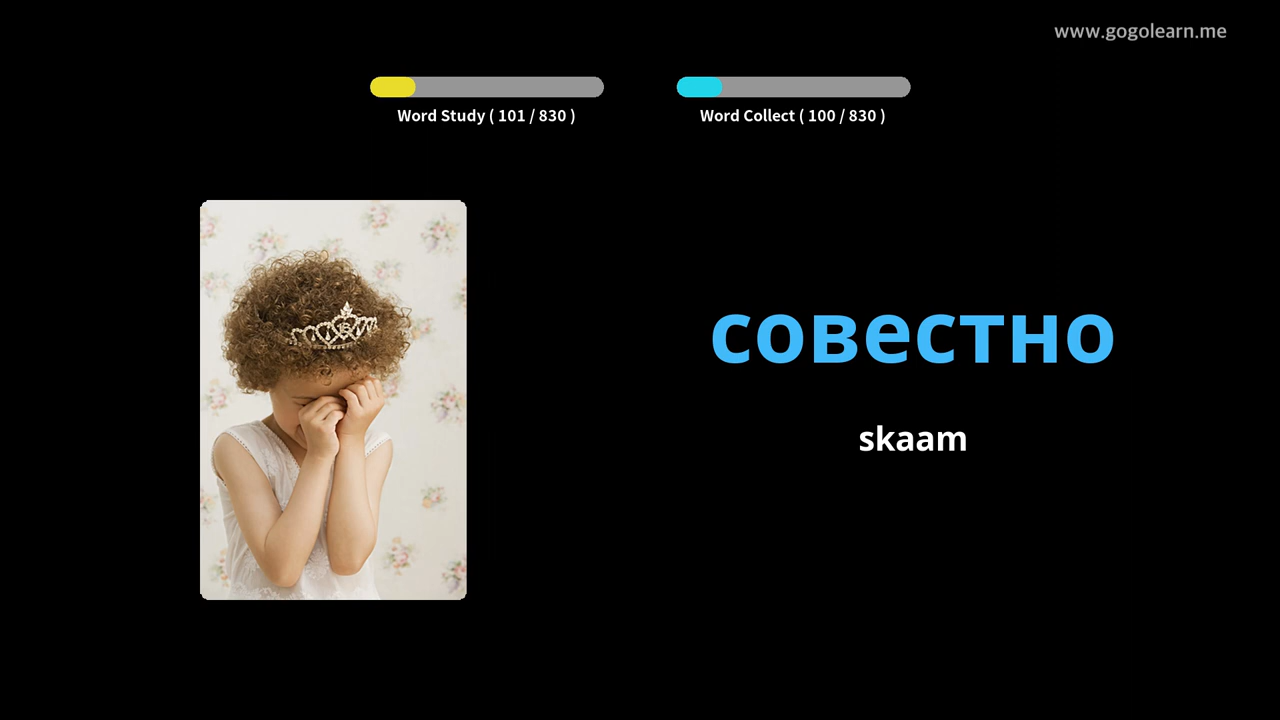 www.gogolearn.me
Word Study ( 101 / 830 )
Word Collect ( 100 / 830 )
совестно
skaam